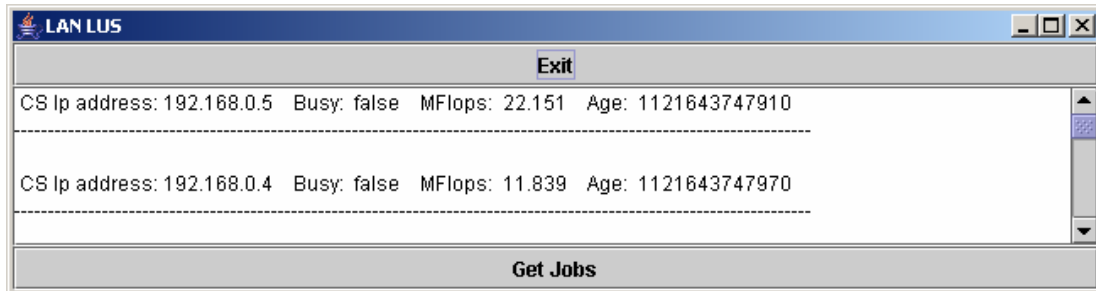 LAN LUS
Exit
CS Ip address: 192.168.0.5 Busy: false MFlops: 22.151 Age: 1121643747910
--------------------------------------------------------------------------------------------------------------
CS Ip address: 192.168.0.4 Busy: false MFlops: 11.839 Age: 1121643747970
--------------------------------------------------------------------------------------------------------------
Get Jobs